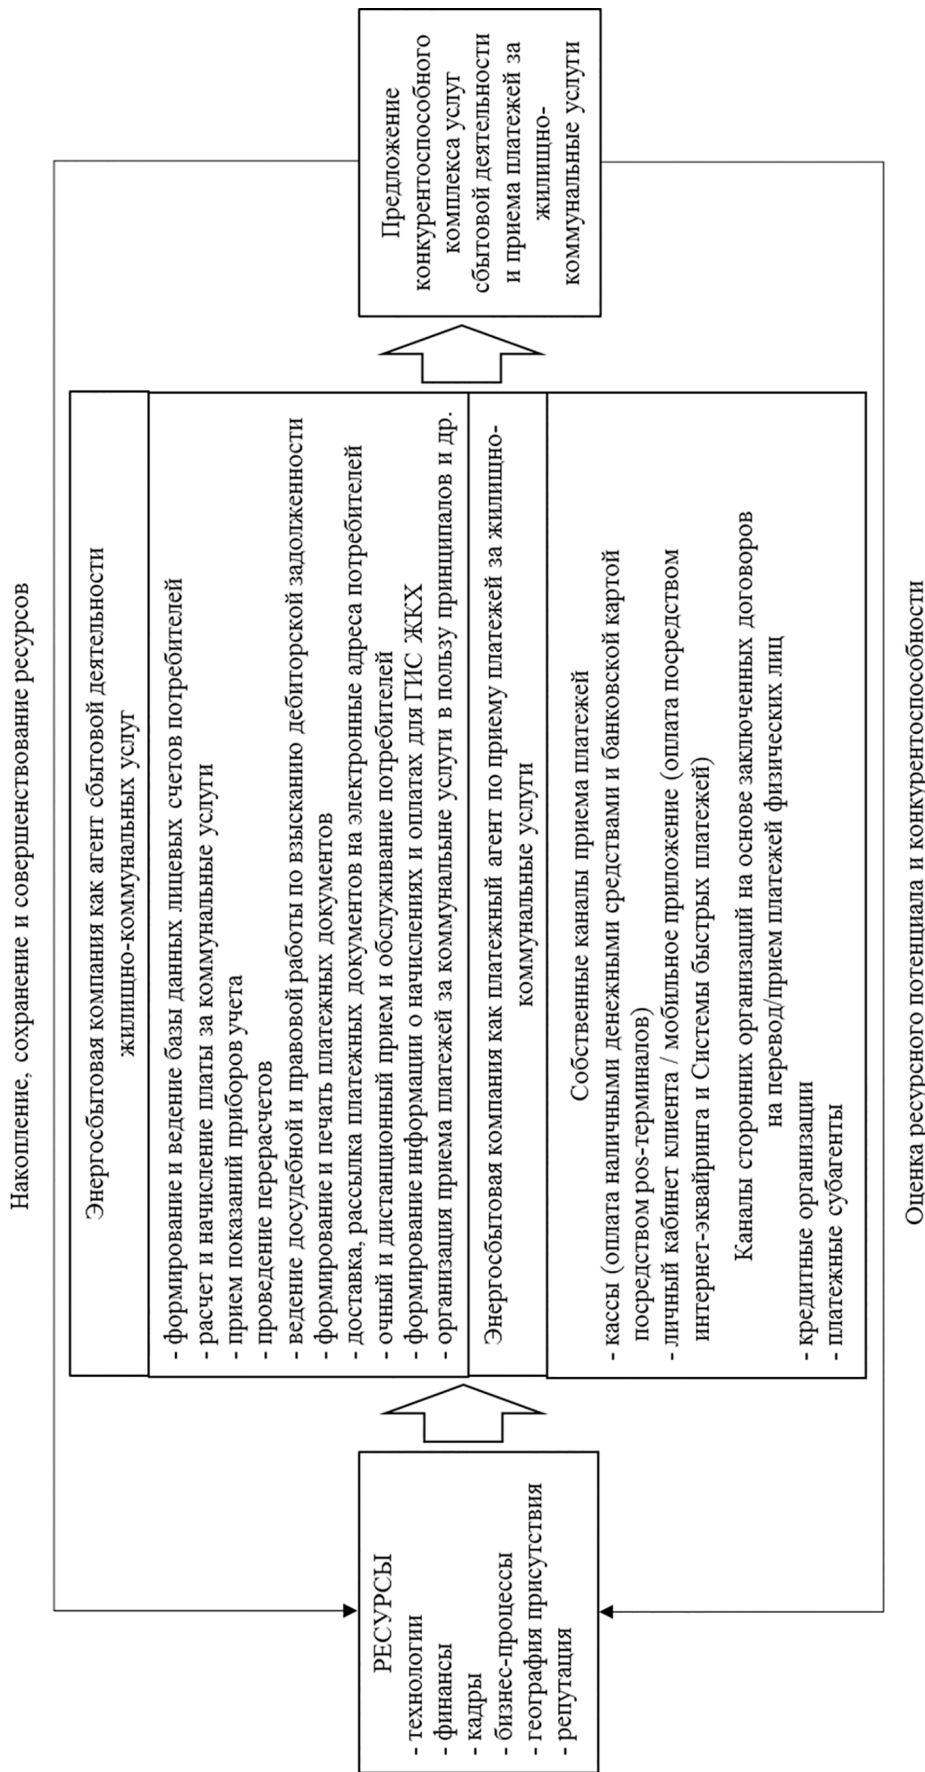 Накопление, сохранение и совершенствование ресурсов
РЕСУРСЫ
- технологии
- финансы
- кадры
- бизнес-процессы
- география присутствия
- репутация
Энергосбытовая компания как агент сбытовой деятельности
жилищно-коммунальных услуг
- формирование и ведение базы данных лицевых счетов потребителей
- расчет и начисление платы за коммунальные услуги
- прием показаний приборов учета
- проведение перерасчетов
- ведение досудебной и правовой работы по взысканию дебиторской задолженности
- формирование и печать платежных документов
- доставка, рассылка платежных документов на электронные адреса потребителей
- очный и дистанционный прием и обслуживание потребителей
- формирование информации о начислениях и оплатах для ГИС ЖКХ
- организация приема платежей за коммунальне услуги в пользу принципалов и др.
Энергосбытовая компания как платежный агент по приему платежей за жилищно-
коммунальные услуги
Собственные каналы приема платежей
- кассы (оплата наличными денежными средствами и банковской картой
посредством pos-терминалов)
- личный кабинет клиента / мобильное приложение (оплата посредством
интернет-эквайринга и Системы быстрых платежей)
Каналы сторонних организаций на основе заключенных договоров
на перевод/прием платежей физических лиц
- кредитные организации
- платежные субагенты
Предложение
конкурентоспособного
комплекса услуг
сбытовой деятельности
и приема платежей за
жилищно-
коммунальные услуги
Оценка ресурсного потенциала и конкурентоспособности